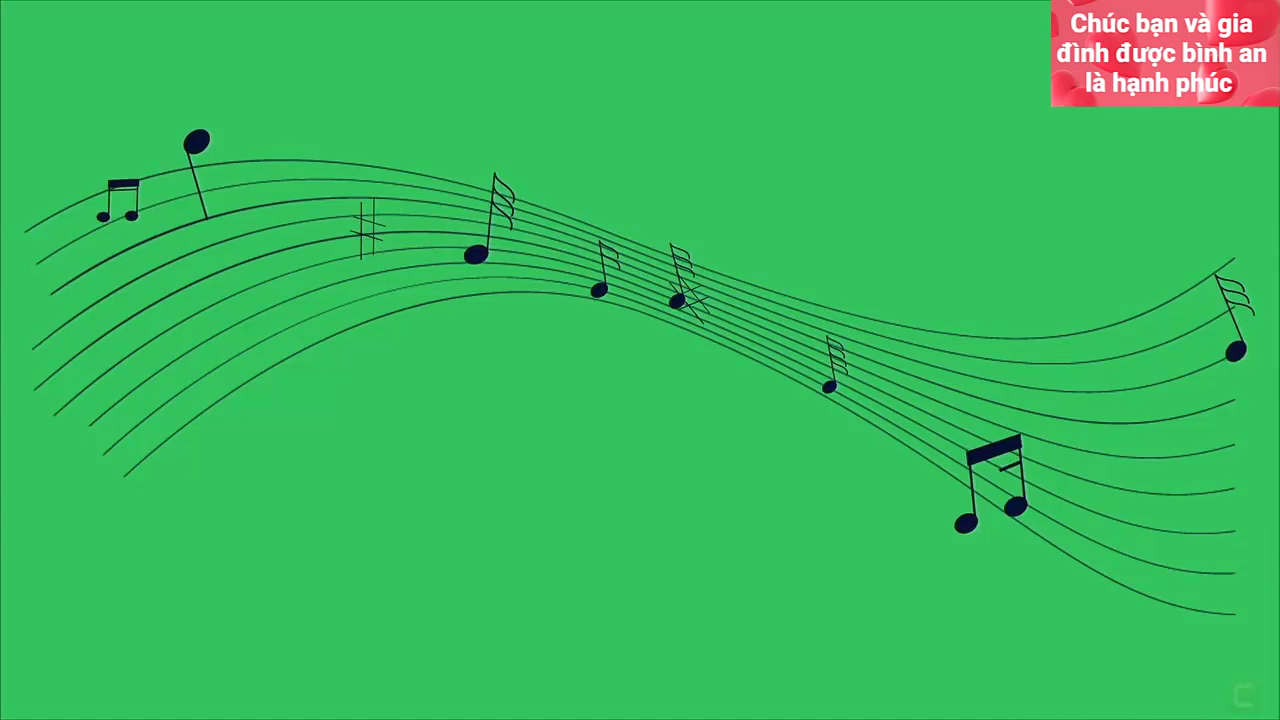 Chúc bạn và gia
đình được bình an
là hạnh phúc